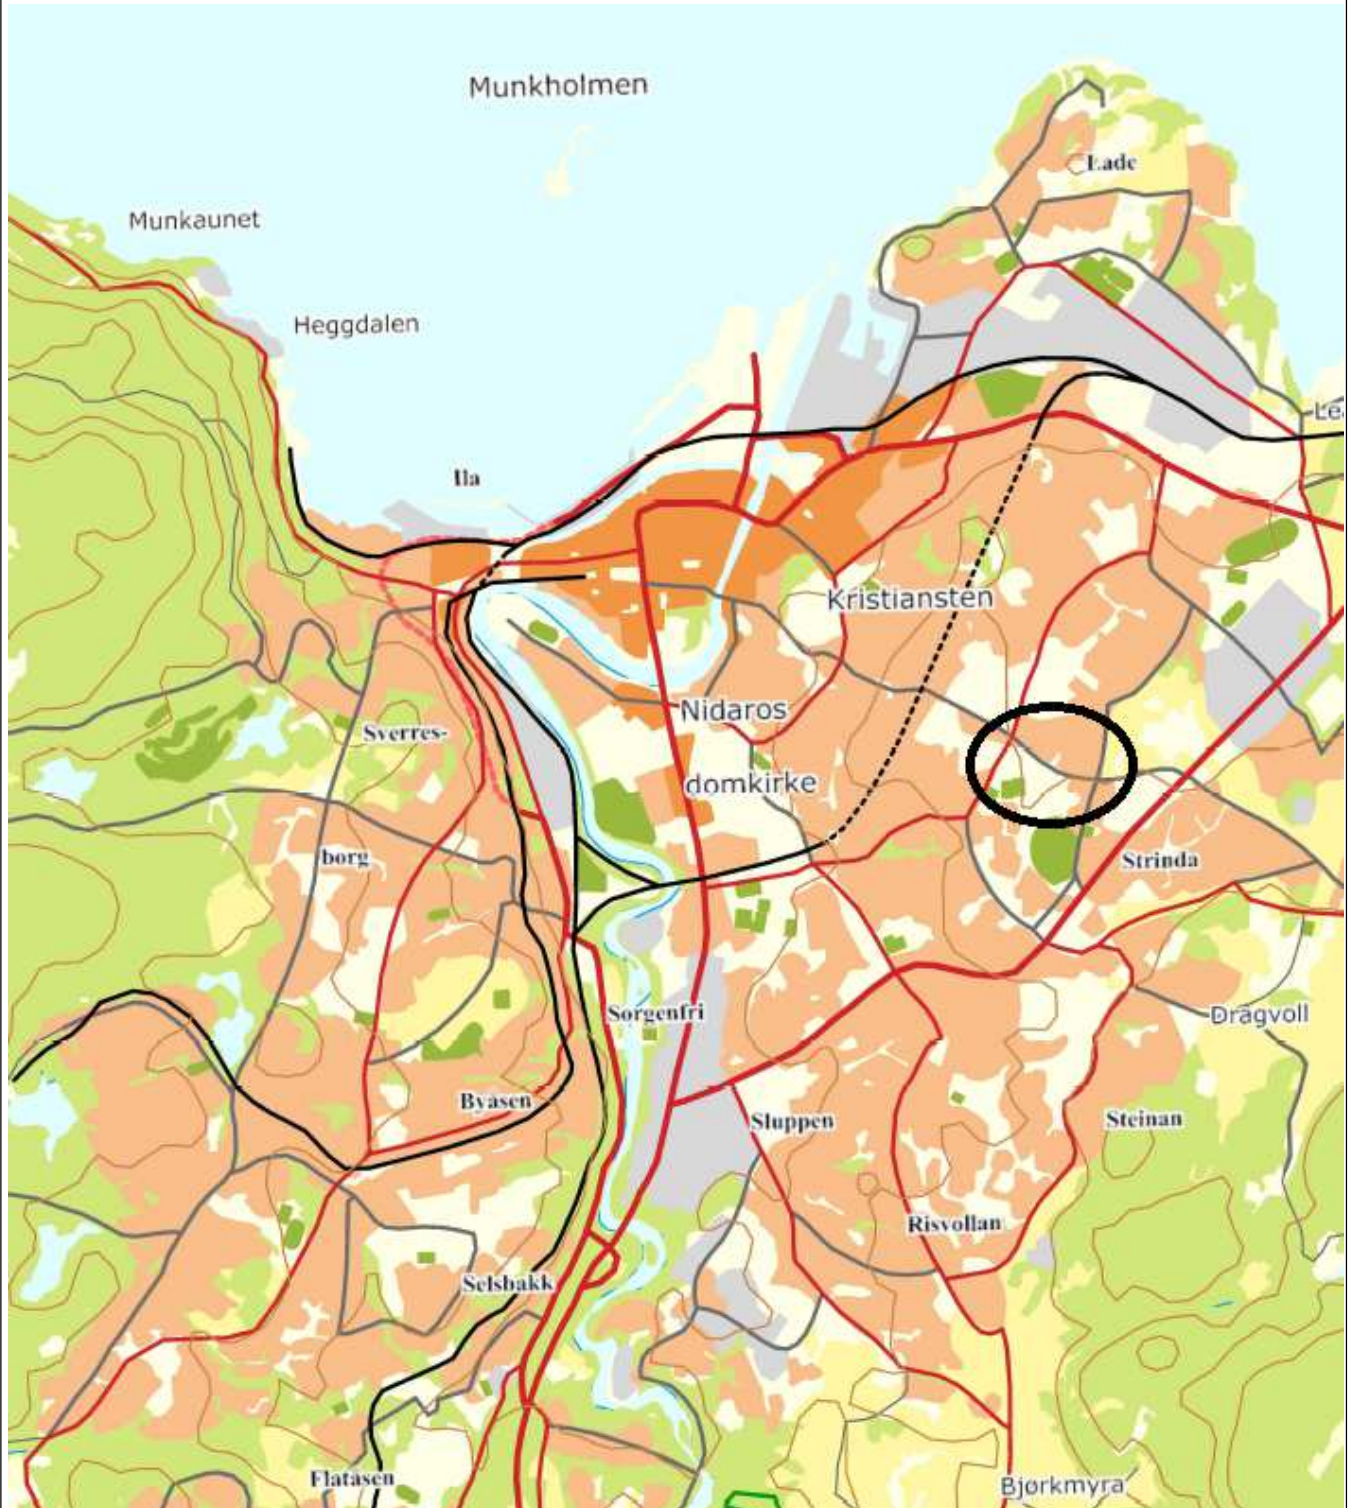 Munkholmen
Lade
Munkaunet
Heggdalen
Le
Ila
Kristiansten
Nidaros
domkirke
Sverres-
borg
Strinda
Sorgenfri
Dragvoll
Byåsen
Sluppen
Steinan
Risvollan
Selsbakk
Flatåsen
Bjørkmyra